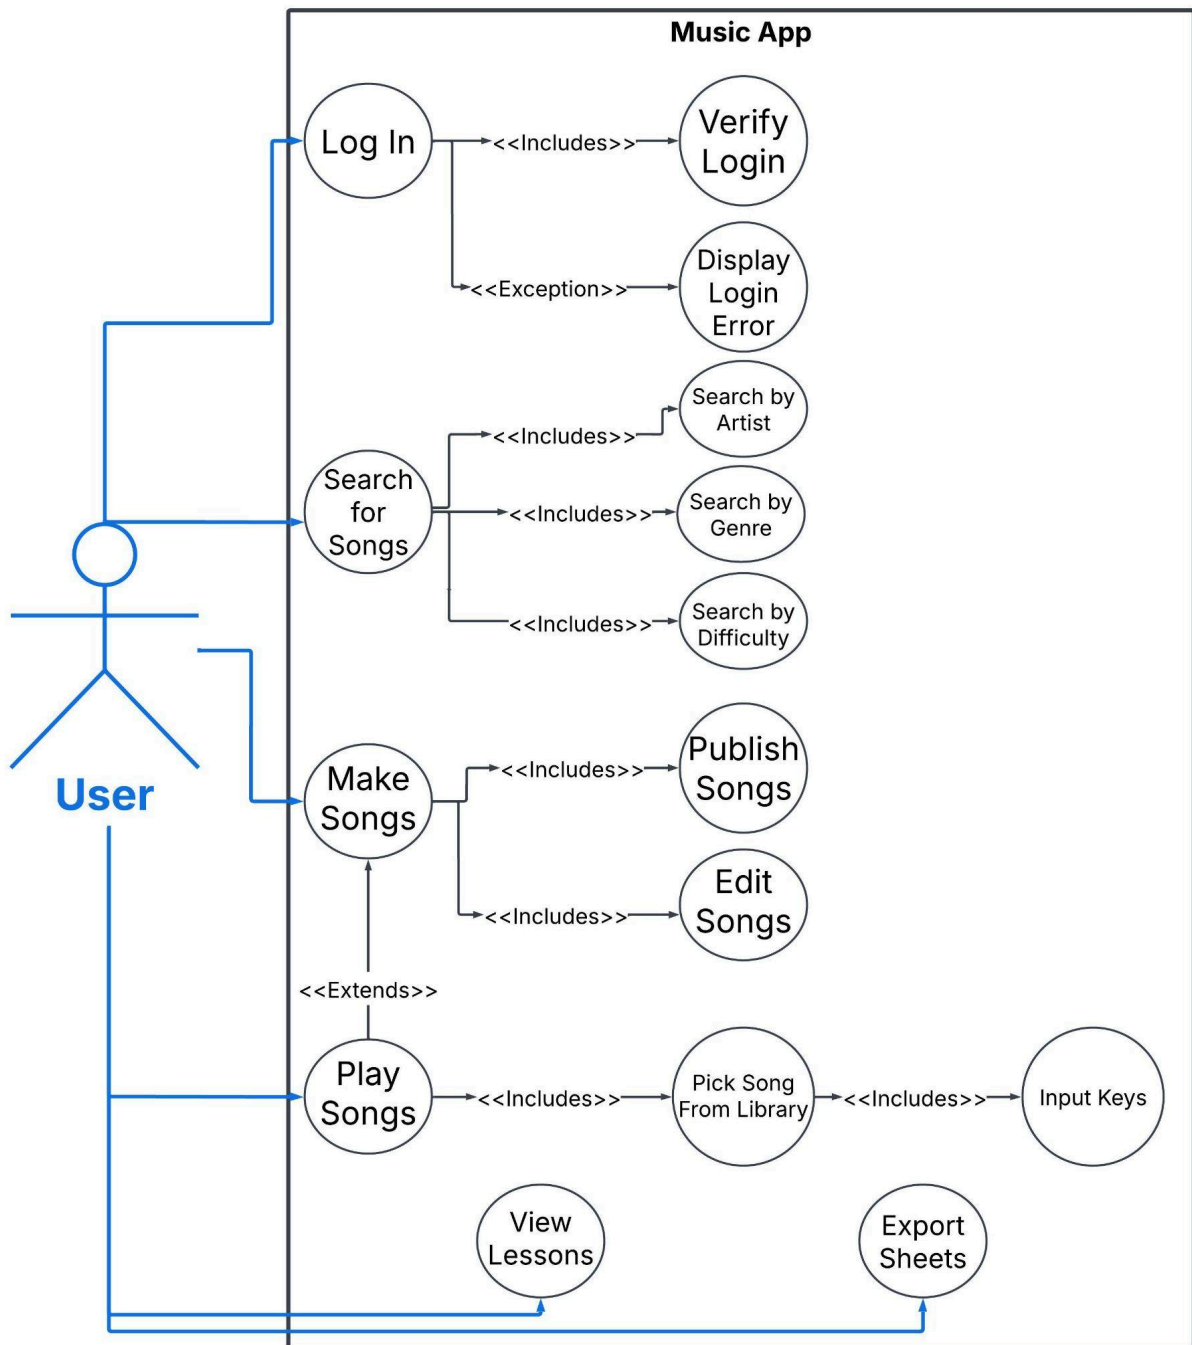 Music App
Log In
<<Includes>>
Verify
Login
<<Exception>>
Display
Login
Error
Search
for
Songs
<<Includes>>
Search by
Artist
<<Includes>>
Search by
Genre
<<Includes>>
Search by
Difficulty
User
Make
Songs
<<Includes>>
Publish
Songs
<<Includes>>
Edit
Songs
<<Extends>>
Play
Songs
<<Includes>>
Pick Song
From Library
<<Includes>>
Input Keys
View
Lessons
Export
Sheets